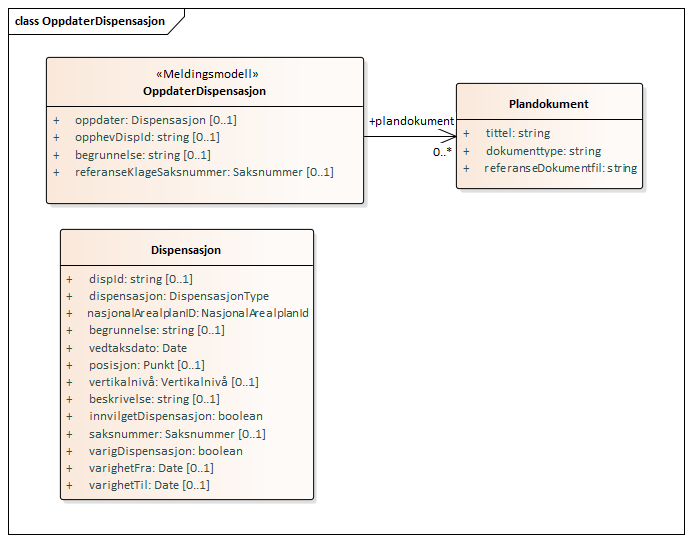 class OppdaterDispensasjon
«Meldingsmodell»
OppdaterDispensasjon
+ oppdater: Dispensasjon [0..1]
+ opphevDispId: string [0..1]
+ begrunnelse: string [0..1]
+ referanseKlageSaksnummer: Saksnummer [0..1]
+plandokument
0..*
Plandokument
+ tittel: string
+ dokumenttype: string
+ referanseDokumentfil: string
Dispensasjon
+ dispId: string [0..1]
+ dispensasjon: DispensasjonType
+ nasjonalArealplanID: NasjonalArealplanId
+ begrunnelse: string [0..1]
+ vedtaksdato: Date
+ posisjon: Punkt [0..1]
+ vertikalnivå: Vertikalnivå [0..1]
+ beskrivelse: string [0..1]
+ innvilgetDispensasjon: boolean
+ saksnummer: Saksnummer [0..1]
+ varigDispensasjon: boolean
+ varighetFra: Date [0..1]
+ varighetTil: Date [0..1]